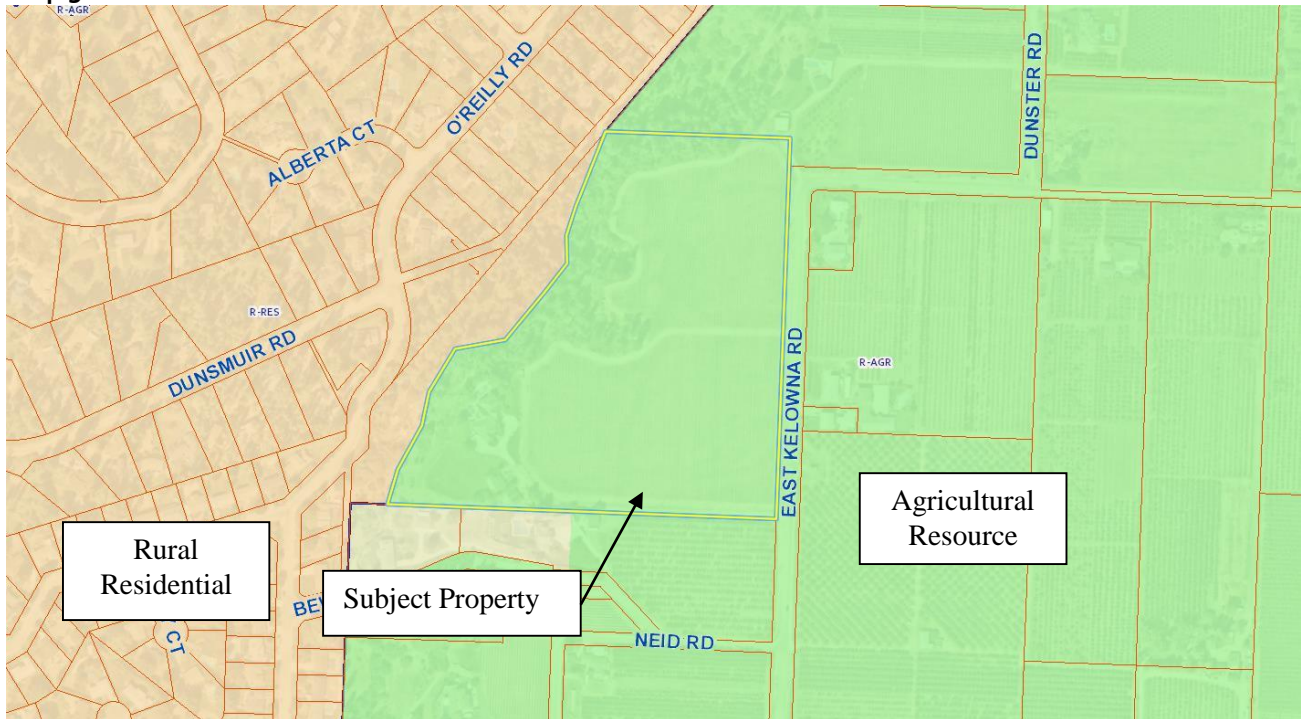 R-AGR
O'REILLY RD
DUNSTER RD
ALBERTA CT
R-RES
DUNSMUIR RD
EAST KELOWNA RD
R-AGR
Agricultural
Resource
Rural
Residential
Subject Property
CT
NEID RD